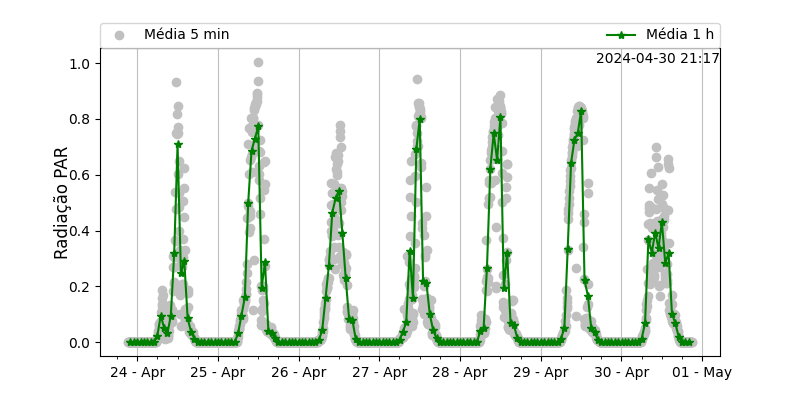 Média 5 min
Média 1 h
2024-04-30 21:17
Radiação PAR
1.0
0.8
0.6
0.4
0.2
0.0
24 - Apr
25 - Apr
26 - Apr
27 - Apr
28 - Apr
29 - Apr
30 - Apr
01 - May